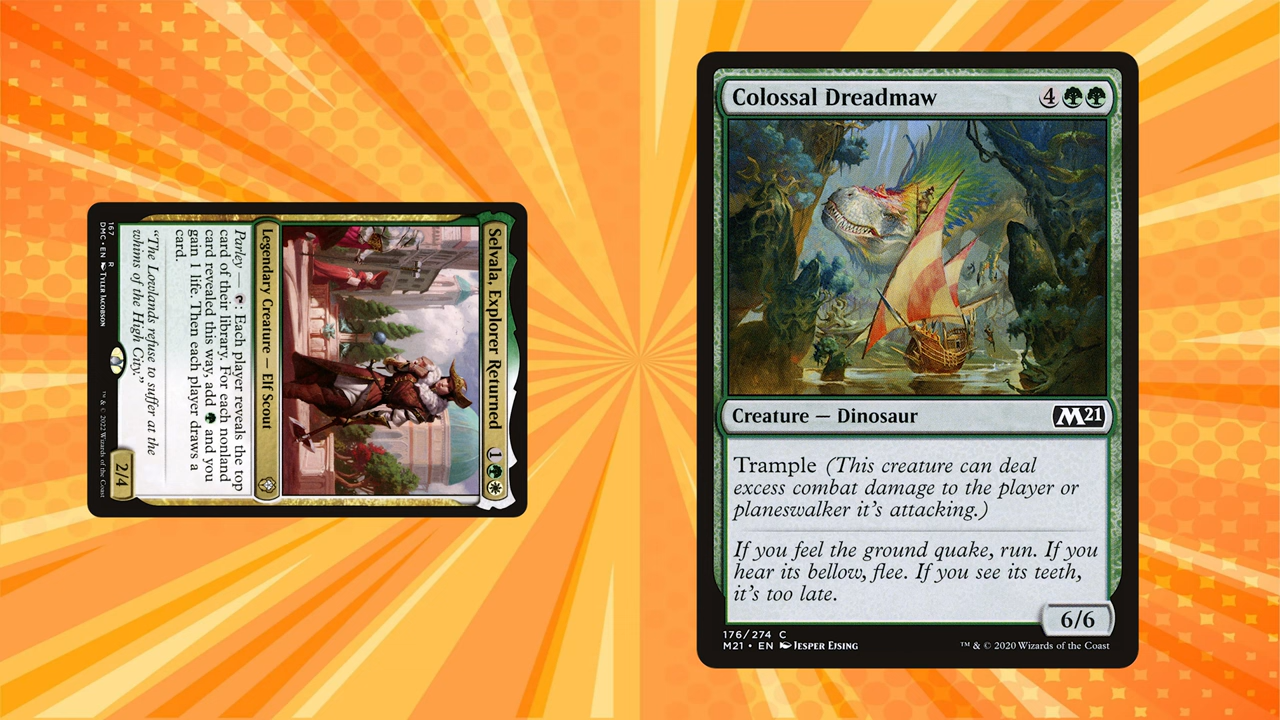 Selvala, Explorer Returned 1
Legendary Creature — Elf Scout
Parley — : Each player reveals the top
card of their library. For each nonland
card revealed this way, add and you
gain 1 life. Then each player draws a
card.
“The Lowlands refuse to suffer at the
whims of the High City.”
2/4
167 R
DMC • EN TYLER JACOBSON
™ & © 2022 Wizards of the Coast
Colossal Dreadmaw 4
Creature — Dinosaur
M21
Trample (This creature can deal
excess combat damage to the player or
planeswalker it's attacking.)
If you feel the ground quake, run. If you
hear its bellow, flee. If you see its teeth,
it's too late.
6/6
176/274 C
M21 • EN JESPER EJSING
™ & © 2020 Wizards of the Coast